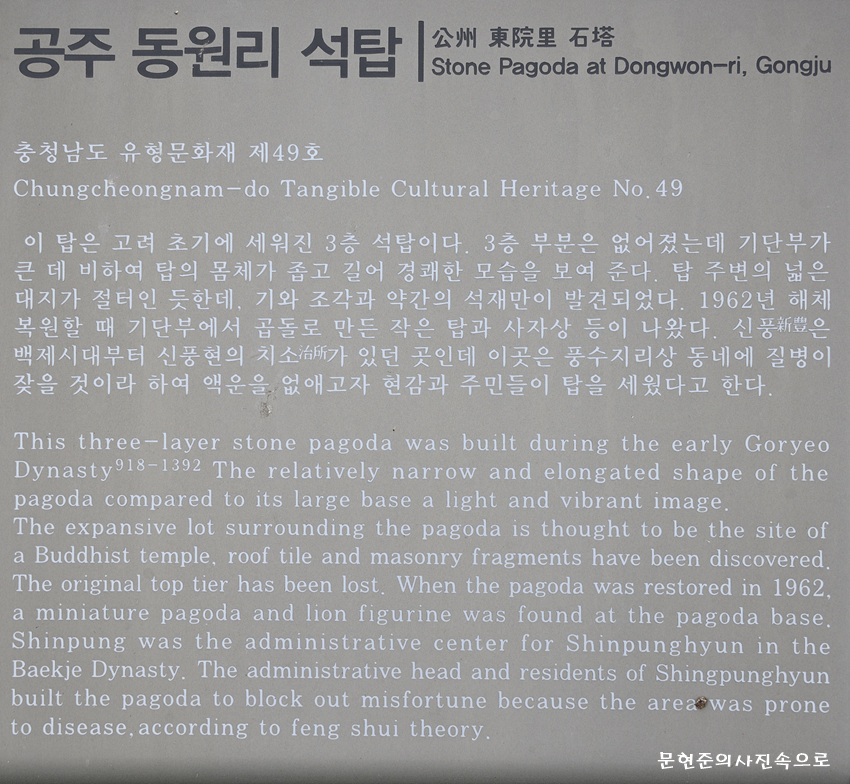 공주 동원리 석탑
公州 東院里 石塔
Stone Pagoda at Dongwon-ri, Gongju
충청남도 유형문화재 제49호
Chungcheongnam-do Tangible Cultural Heritage No.49
이 탑은 고려 초기에 세워진 3층 석탑이다. 3층 부분은 없어졌는데 기단부가
큰 데 비하여 탑의 몸체가 좁고 길어 경쾌한 모습을 보여 준다. 탑 주변의 넓은
대지가 절터인 듯한데, 기와 조각과 약간의 석재만이 발견되었다. 1962년 해체
복원할 때 기단부에서 곱돌로 만든 작은 탑과 사자상 등이 나왔다. 신풍新豊은
백제시대부터 신풍현의 치소治所가 있던 곳인데 이곳은 풍수지리상 동네에 질병이
잦을 것이라 하여 액운을 없애고자 현감과 주민들이 탑을 세웠다고 한다.
This three-layer stone pagoda was built during the early Goryeo
Dynasty918-1392 The relatively narrow and elongated shape of the
pagoda compared to its large base a light and vibrant image.
The expansive lot surrounding the pagoda is thought to be the site of
a Buddhist temple, roof tile and masonry fragments have been discovered.
The original top tier has been lost. When the pagoda was restored in 1962,
a miniature pagoda and lion figurine was found at the pagoda base.
Shinpung was the administrative center for Shinpunghyun in the
Baekje Dynasty. The administrative head and residents of Shingpunghyun
built the pagoda to block out misfortune because the area was prone
to disease,according to feng shui theory.
문현준의사진속으로